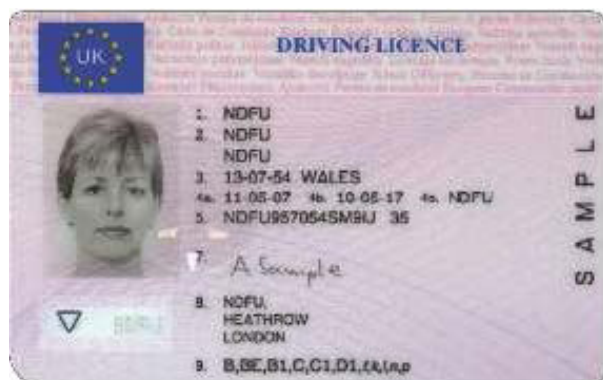 UK
DRIVING LICENCE
1. NDFU
2. NDFU
NDFU
3. 13-07-54 WALES
4a. 11-05-07 4b. 10-05-17 4c. NDFU
5. NDFU957054SM9IJ 35
7. A Sample
8. NDFU,
HEATHROW
LONDON
9. B,BE,B1,C,C1,D1,f,k,l,n,p
SAMPLE